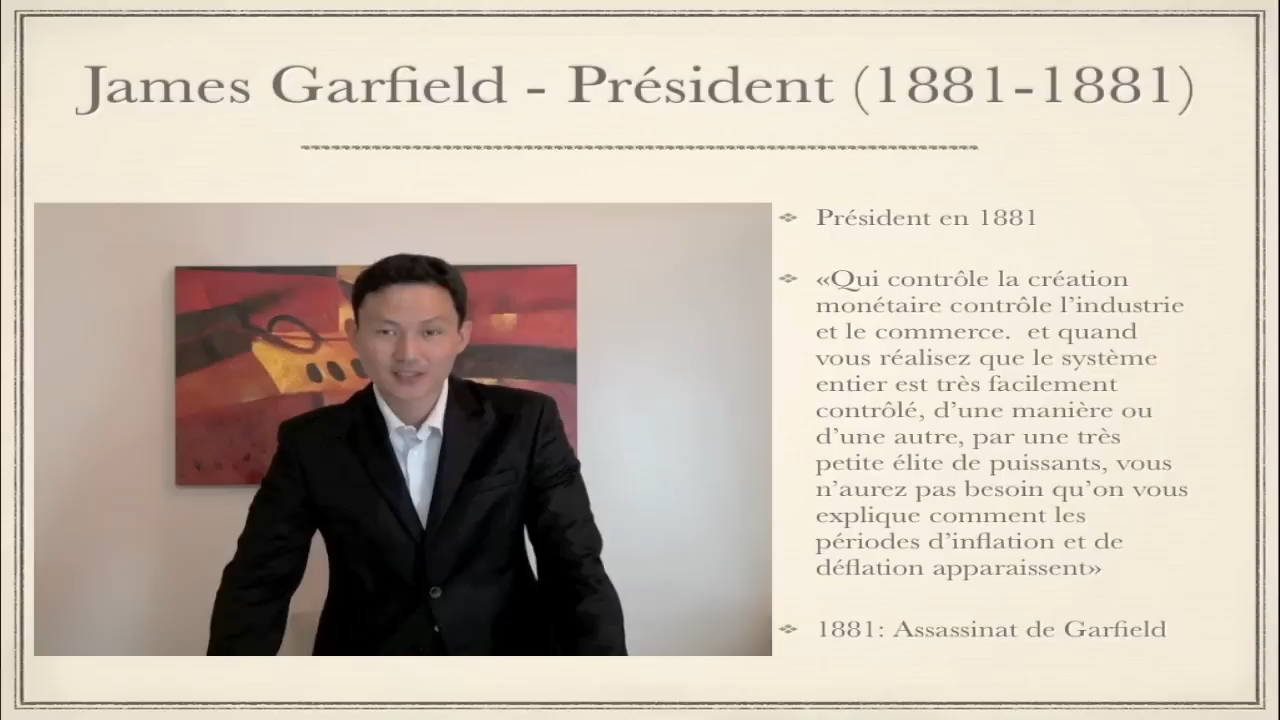 James Garfield - Président (1881-1881)
Président en 1881
«Qui contrôle la création
monétaire contrôle l’industrie
et le commerce.  et quand
vous réalisez que le système
entier est très facilement
contrôlé, d’une manière ou
d’une autre, par une très
petite élite de puissants, vous
n’aurez pas besoin qu’on vous
explique comment les
périodes d’inflation et de
déflation apparaissent»
1881: Assassinat de Garfield